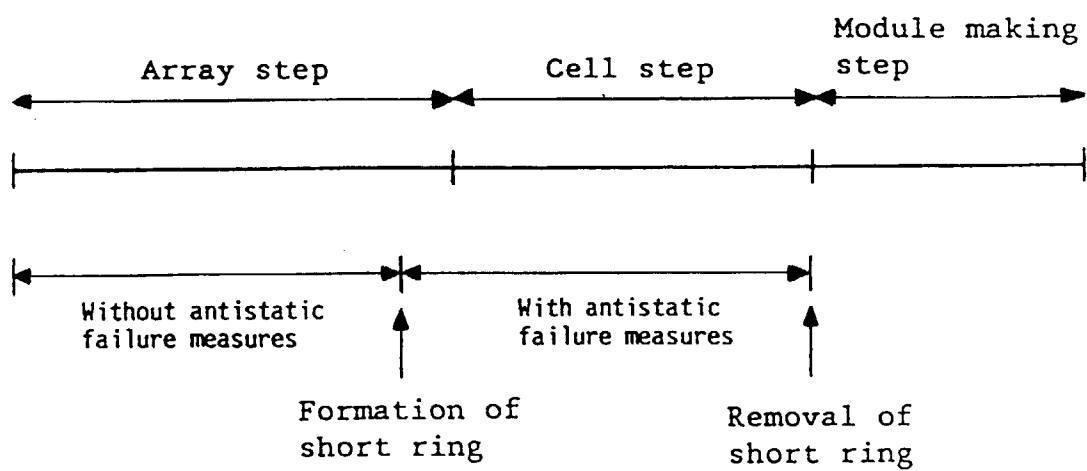 Array step
Cell step
Module making
step
Without antistatic
failure measures
With antistatic
failure measures
Formation of
short ring
Removal of
short ring